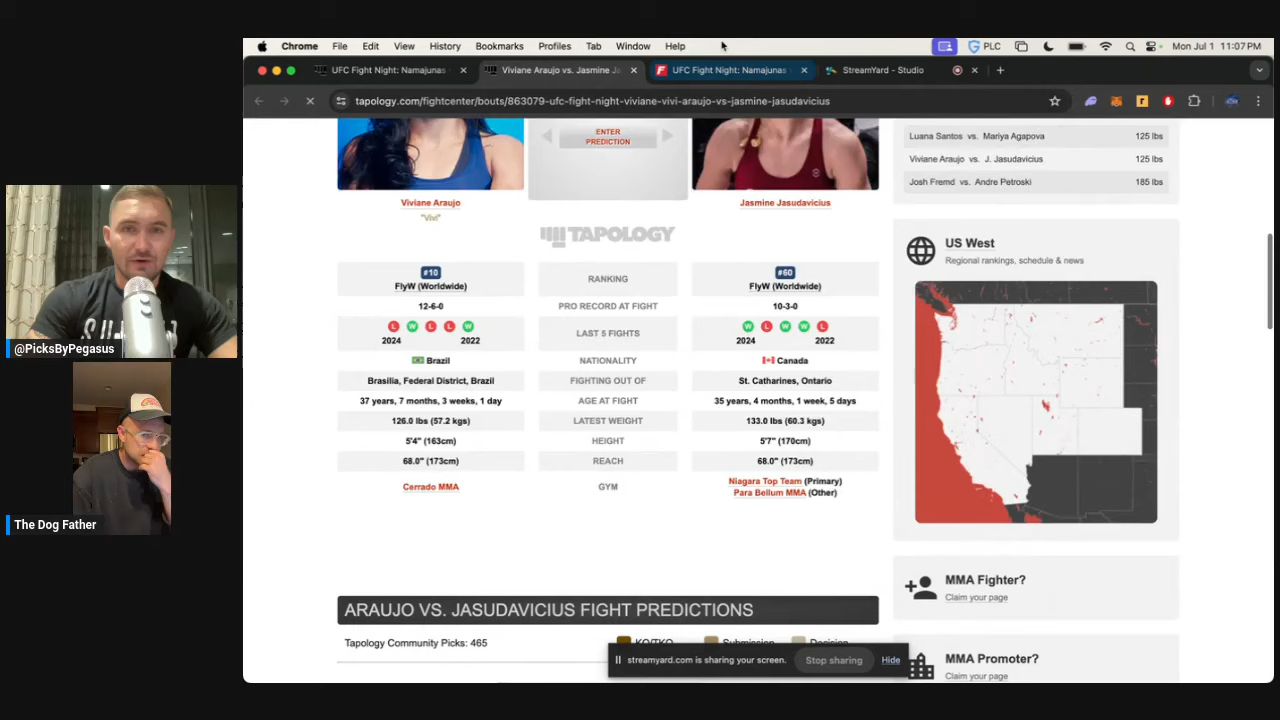 Chrome File Edit View History Bookmarks Profiles Tab Window Help
PLC
Mon Jul 1 11:07PM
UFC Fight Night: Namajunas
Viviane Araujo vs. Jasmine Ja
UFC Fight Night: Namajunas
StreamYard - Studio
tapology.com/fightcenter/bouts/863079-ufc-fight-night-viviane-vivi-araujo-vs-jasmine-jasudavicius
ENTER
PREDICTION
Viviane Araujo
"Vivi"
Jasmine Jasudavicius
TAPOLOGY
#10
FlyW (Worldwide)
RANKING
#60
FlyW (Worldwide)
12-6-0
PRO RECORD AT FIGHT
10-3-0
L W L L W
2024 2022
LAST 5 FIGHTS
W L W W L
2024 2022
Brazil
NATIONALITY
Canada
Brasilia, Federal District, Brazil
FIGHTING OUT OF
St. Catharines, Ontario
37 years, 7 months, 3 weeks, 1 day
AGE AT FIGHT
35 years, 4 months, 1 week, 5 days
126.0 lbs (57.2 kgs)
LATEST WEIGHT
133.0 lbs (60.3 kgs)
5'4" (163cm)
HEIGHT
5'7" (170cm)
68.0" (173cm)
REACH
68.0" (173cm)
Cerrado MMA
GYM
Niagara Top Team (Primary)
Para Bellum MMA (Other)
ARAUJO VS. JASUDAVICIUS FIGHT PREDICTIONS
Tapology Community Picks: 465
KO/TKO
Submission
Decision
streamyard.com is sharing your screen.
Stop sharing
Hide
Luana Santos vs. Mariya Agapova 125 lbs
Viviane Araujo vs. J. Jasudavicius 125 lbs
Josh Fremd vs. Andre Petroski 185 lbs
US West
Regional rankings, schedule & news
MMA Fighter?
Claim your page
MMA Promoter?
Claim your page
@PicksByPegasus
The Dog Father